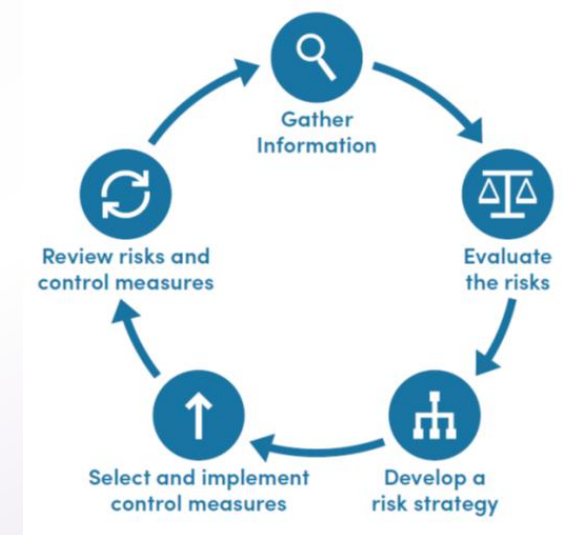 Gather
Information
Evaluate
the risks
Develop a
risk strategy
Select and implement
control measures
Review risks and
control measures